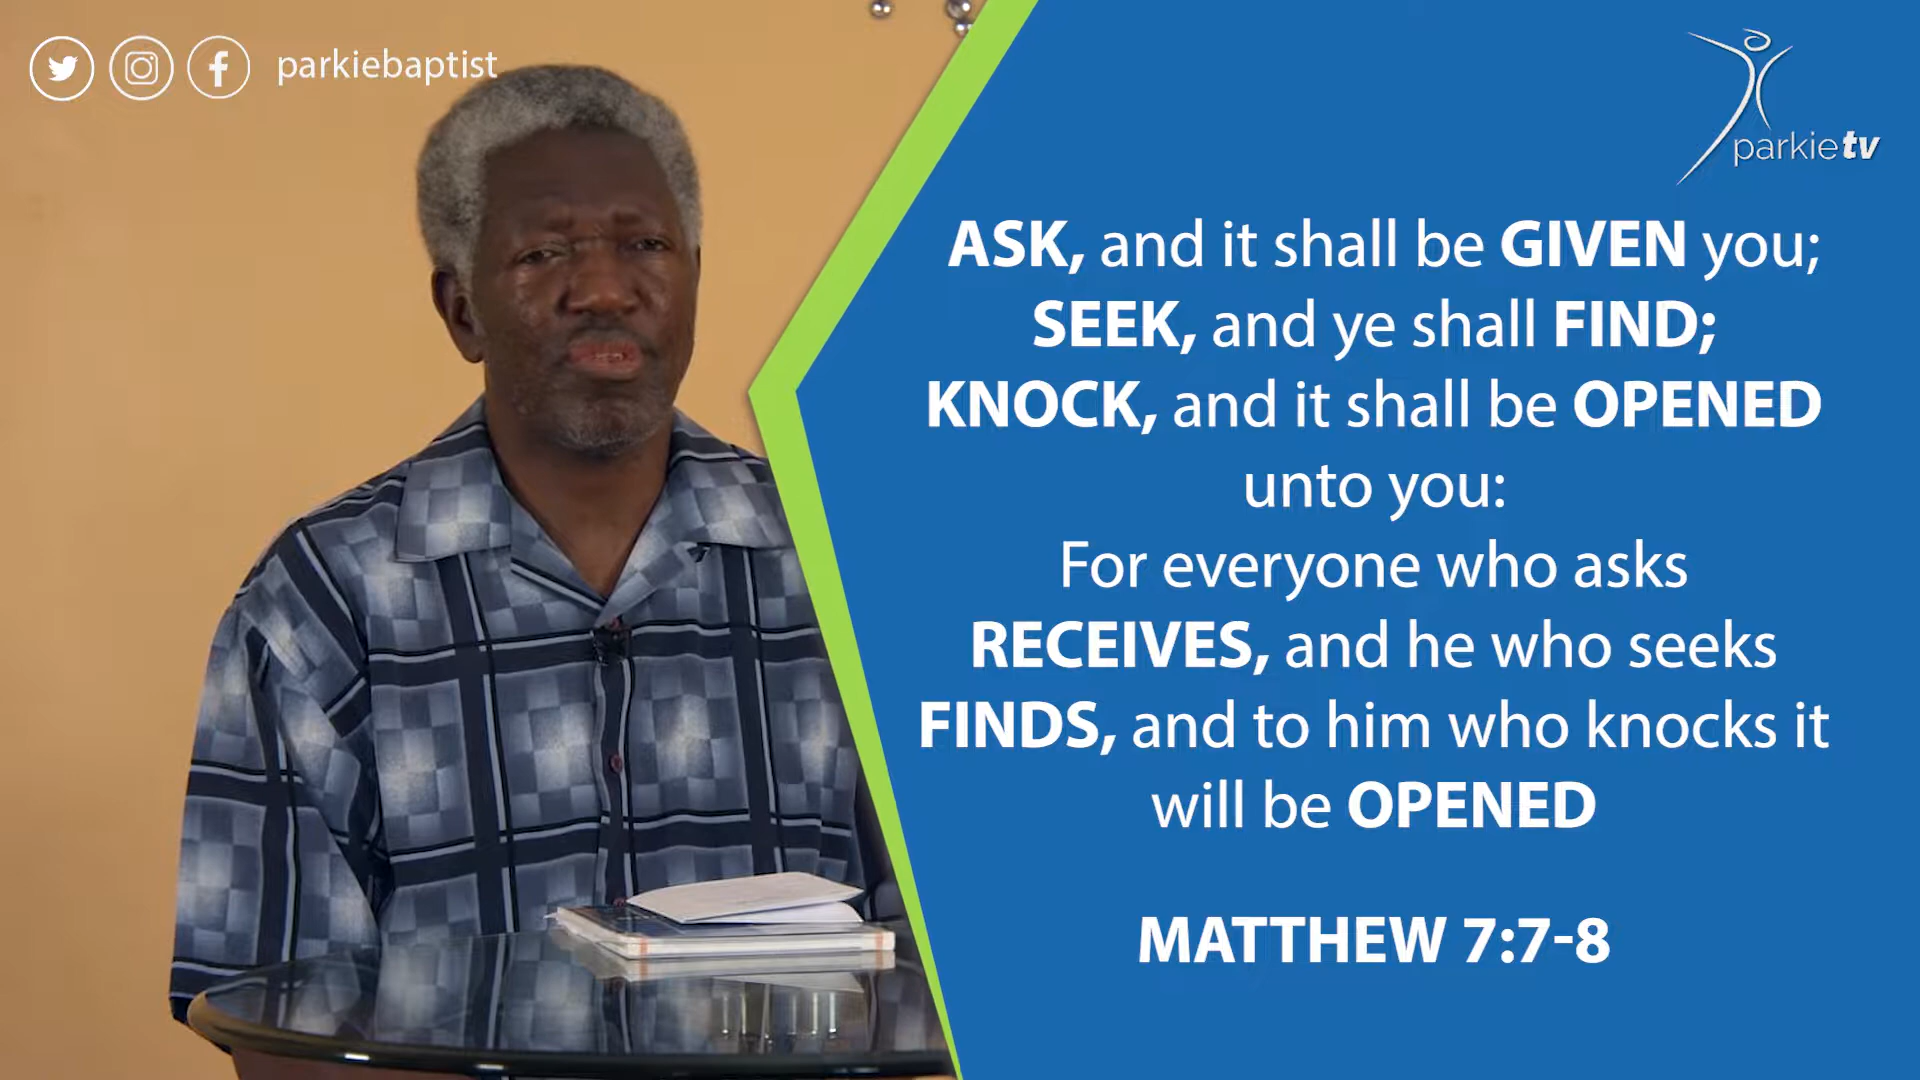 parkiebaptist
parkietv
ASK, and it shall be GIVEN you;
SEEK, and ye shall FIND;
KNOCK, and it shall be OPENED
unto you:
For everyone who asks
RECEIVES, and he who seeks
FINDS, and to him who knocks it
will be OPENED
MATTHEW 7:7-8